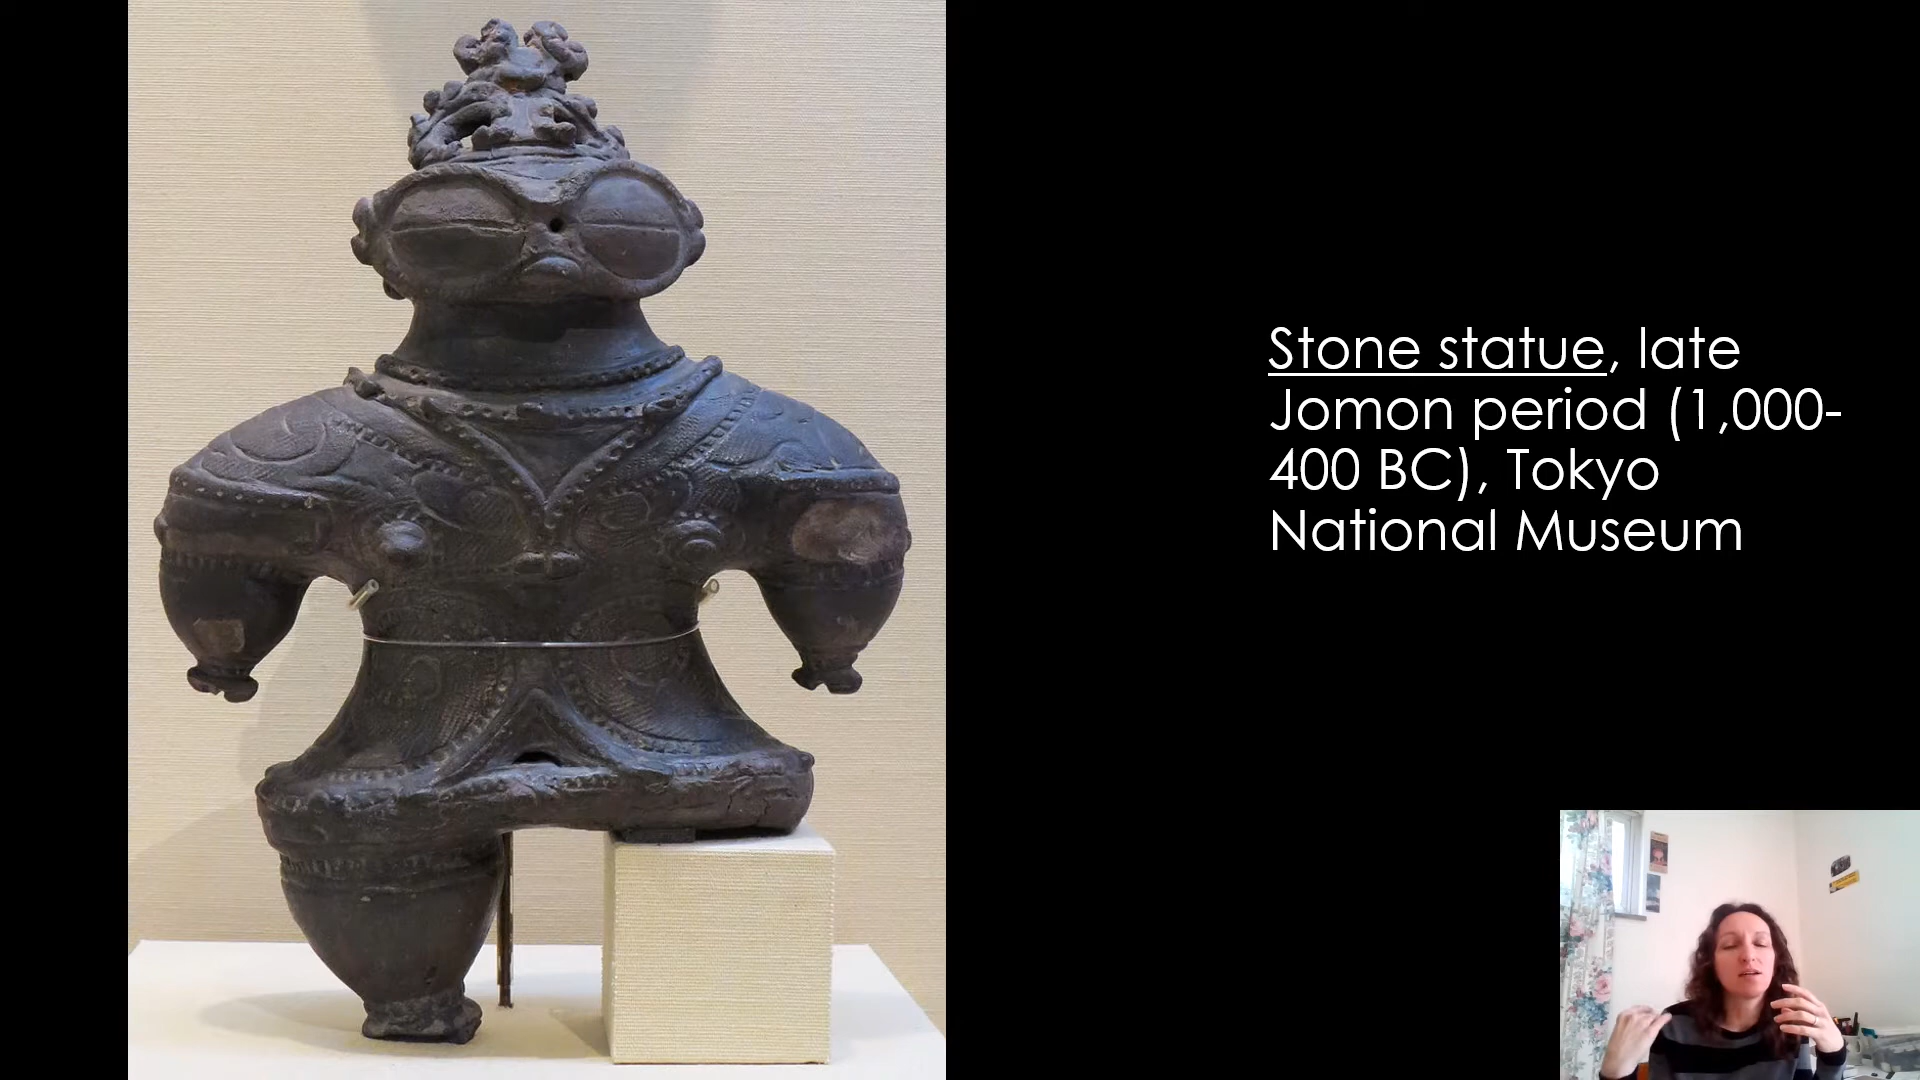 Stone statue, late
Jomon period (1,000-
400 BC), Tokyo
National Museum